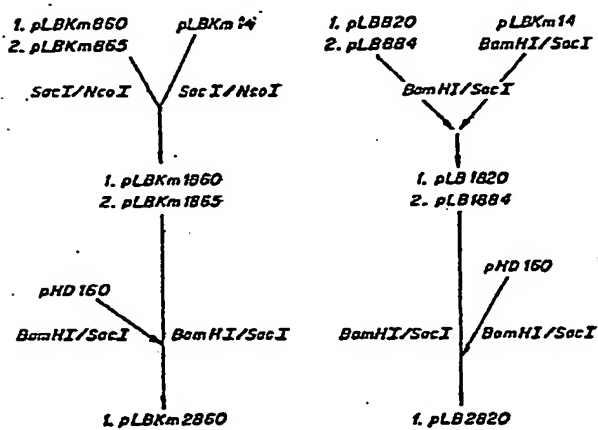 1. pLBKm860
2. pLBKm865
pLBKm14
SacI/NcoI
SacI/NcoI
1. pLBKm1860
2. pLBKm1865
pHD160
BamHI/SacI
BamHI/SacI
1. pLBKm2860
1. pLB820
2. pLB884
pLBKm14
BamHI/SacI
BamHI/SacI
1. pLB1820
2. pLB1884
pHD160
BamHI/SacI
BamHI/SacI
1. pLB2820